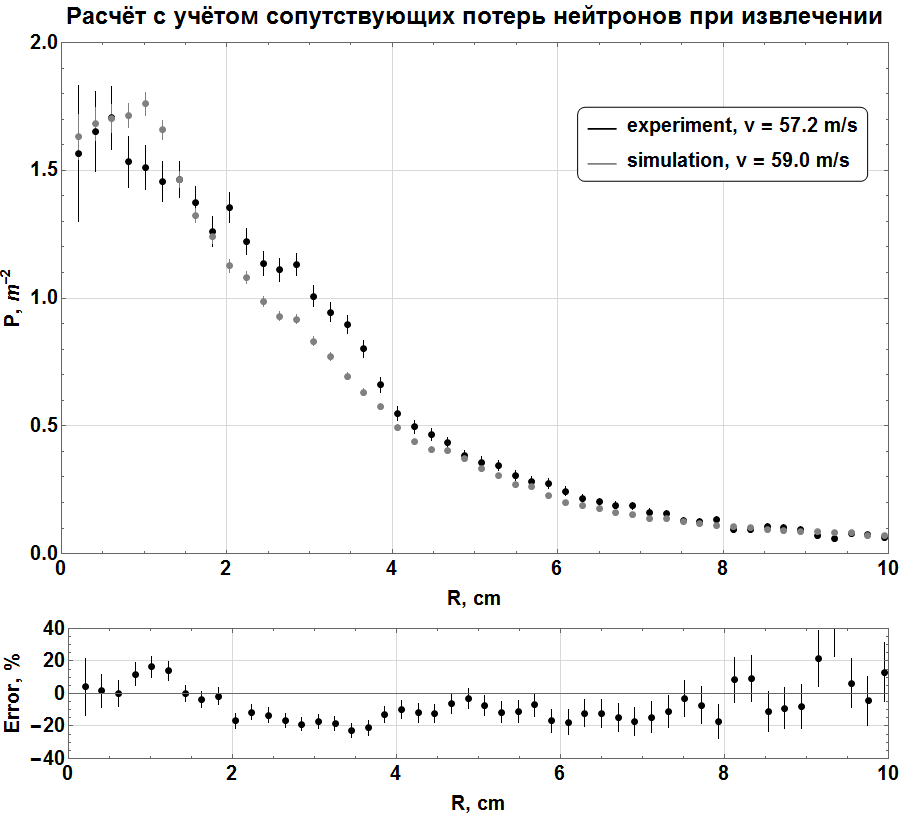 Расчёт с учётом сопутствующих потерь нейтронов при извлечении
2.0
1.5
1.0
0.5
0.0
P, m⁻²
experiment, v = 57.2 m/s
simulation, v = 59.0 m/s
0 2 4 6 8 10
R, cm
40
20
0
−20
−40
Error, %
0 2 4 6 8 10
R, cm